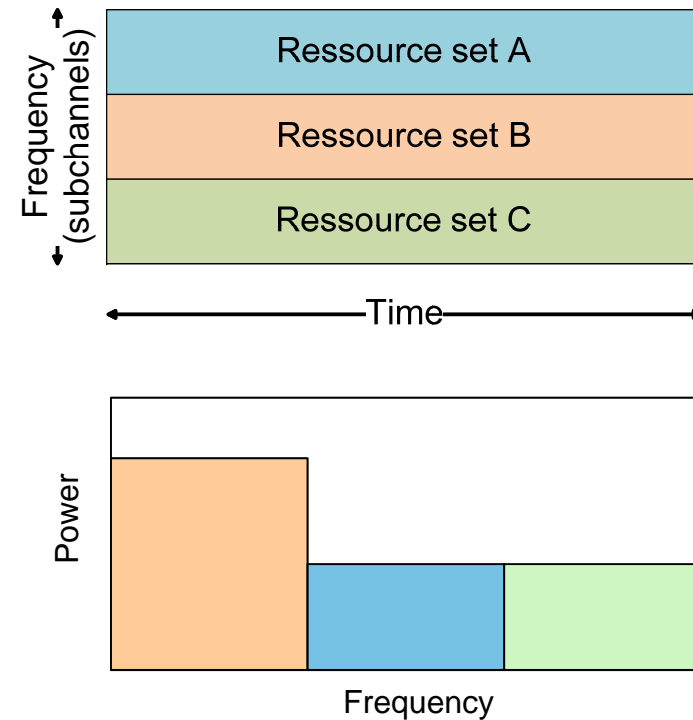 Frequency
(subchannels)
Ressource set A
Ressource set B
Ressource set C
Time
Power
Frequency